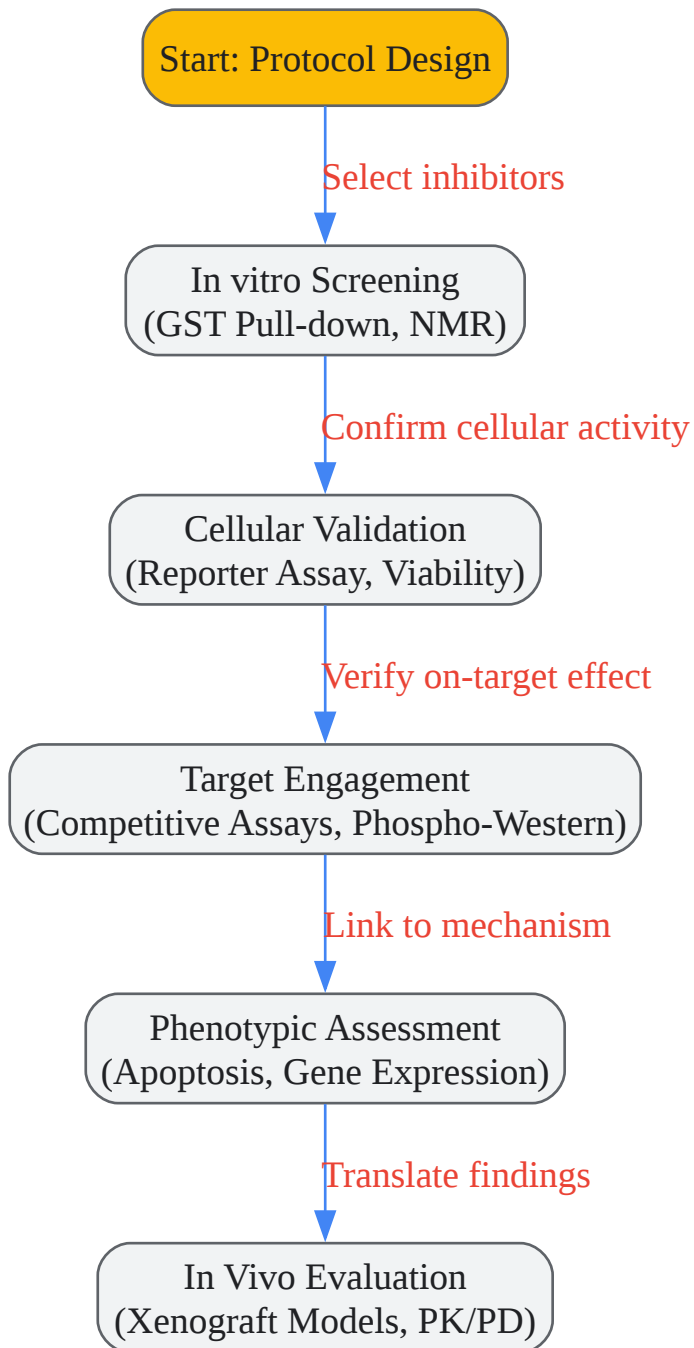 Start: Protocol Design
Select inhibitors
In vitro Screening
(GST Pull-down, NMR)
Confirm cellular activity
Cellular Validation
(Reporter Assay, Viability)
Verify on-target effect
Target Engagement
(Competitive Assays, Phospho-Western)
Link to mechanism
Phenotypic Assessment
(Apoptosis, Gene Expression)
Translate findings
In Vivo Evaluation
(Xenograft Models, PK/PD)